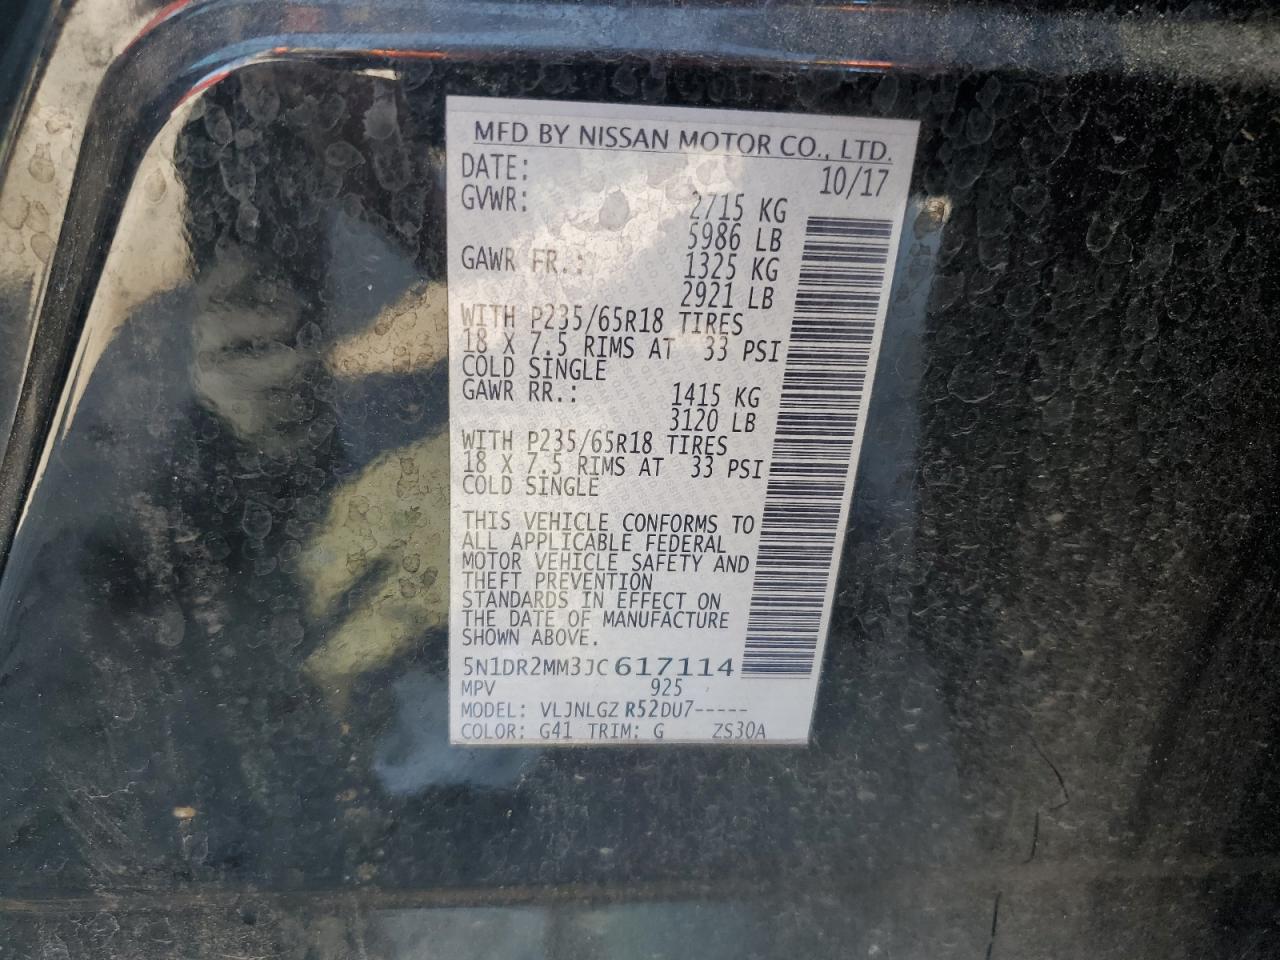 MFD BY NISSAN MOTOR CO., LTD.
DATE: 10/17
GVWR: 2715 KG
5986 LB
GAWR FR.: 1325 KG
2921 LB
WITH P235/65R18 TIRES
18 X 7.5 RIMS AT 33 PSI
COLD SINGLE
GAWR RR.: 1415 KG
3120 LB
WITH P235/65R18 TIRES
18 X 7.5 RIMS AT 33 PSI
COLD SINGLE
THIS VEHICLE CONFORMS TO
ALL APPLICABLE FEDERAL
MOTOR VEHICLE SAFETY AND
THEFT PREVENTION
STANDARDS IN EFFECT ON
THE DATE OF MANUFACTURE
SHOWN ABOVE.
5N1DR2MM3JC617114
MPV 925
MODEL: VLJNLGZ R52DU7-----
COLOR: G41 TRIM: G ZS30A